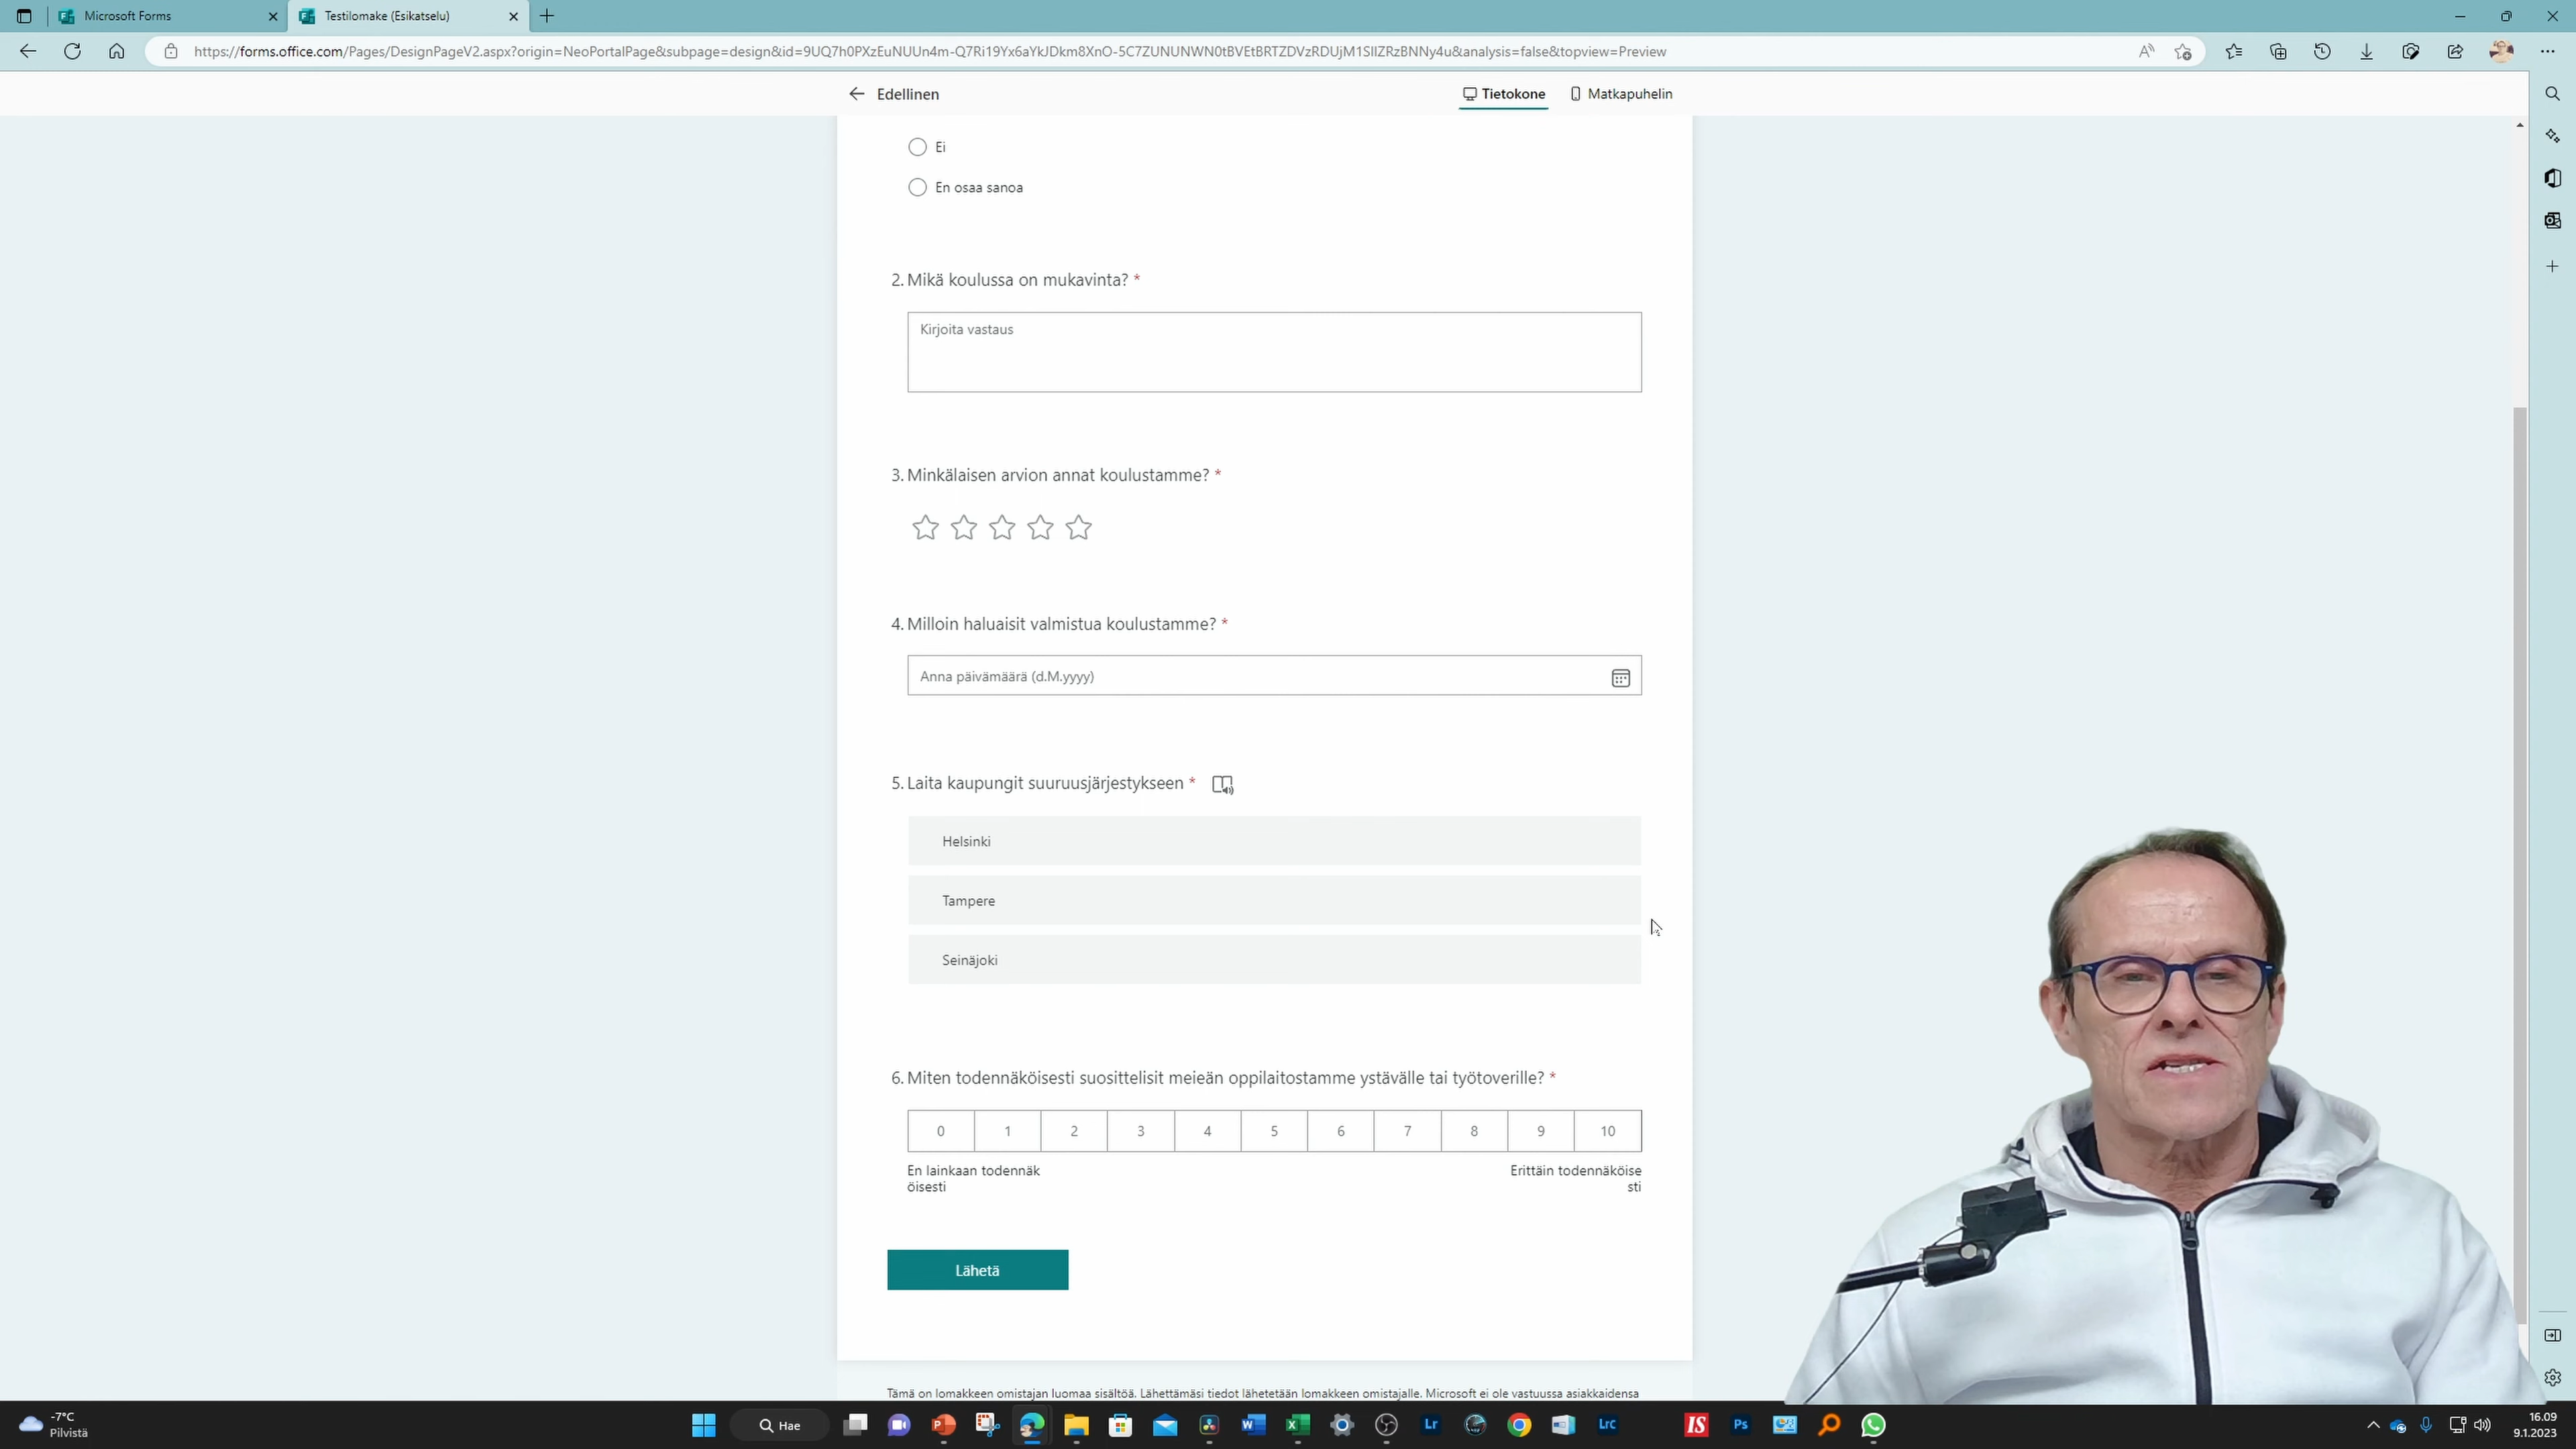 Microsoft Forms
Testilomake (Esikatselu)
https://forms.office.com/Pages/DesignPageV2.aspx?origin=NeoPortalPage&subpage=design&id=9UQ7h0PXzEuNUUn4m-Q7Ri19Yx6aYkJDkm8XnO-5C7ZUNUNWN0tBVEtBRTZDVzRDUjM1SllZRzBNNy4u&analysis=false&topview=Preview
Edellinen
Tietokone
Matkapuhelin
Ei
En osaa sanoa
2. Mikä koulussa on mukavinta? *
Kirjoita vastaus
3. Minkälaisen arvion annat koulustamme? *
4. Milloin haluaisit valmistua koulustamme? *
Anna päivämäärä (d.M.yyyy)
5. Laita kaupungit suuruusjärjestykseen *
Helsinki
Tampere
Seinäjoki
6. Miten todennäköisesti suosittelisit meieän oppilaitostamme ystävälle tai työtoverille? *
0 1 2 3 4 5 6 7 8 9 10
En lainkaan todennäk
öisesti
Erittäin todennäköise
sti
Lähetä
Tämä on lomakkeen omistajan luomaa sisältöä. Lähettämäsi tiedot lähetetään lomakkeen omistajalle. Microsoft ei ole vastuussa asiakkaidensa
-7°C
Pilvistä
Hae
Lr
LrC
IS
Ps
16.09
9.1.2023